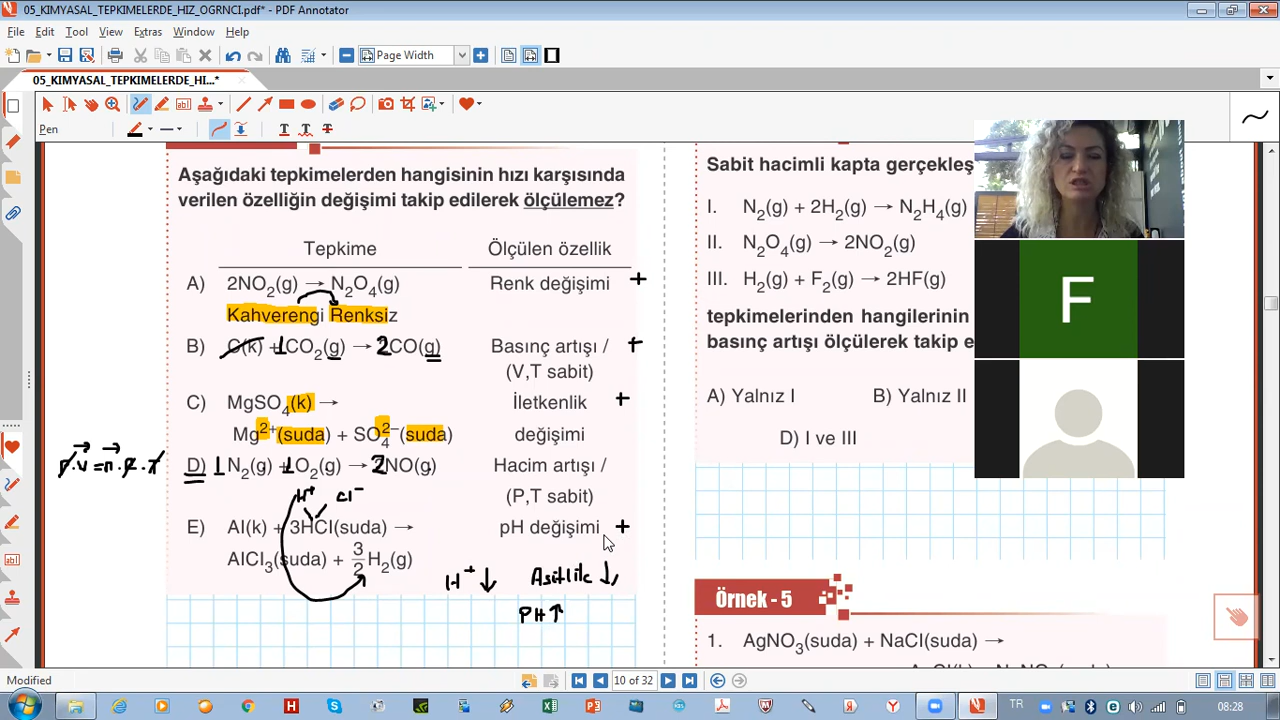 05_KIMYASAL_TEPKIMELERDE_HIZ_OGRNCI.pdf* - PDF Annotator
File Edit Tool View Extras Window Help
Page Width
05_KIMYASAL_TEPKIMELERDE_HI...*
Pen
Aşağıdaki tepkimelerden hangisinin hızı karşısında
verilen özelliğin değişimi takip edilerek ölçülemez?
Tepkime Ölçülen özellik
A) 2NO2(g) → N2O4(g) Renk değişimi +
Kahverengi Renksiz
B) C(k) + 1CO2(g) → 2CO(g) Basınç artışı / +
(V,T sabit)
C) MgSO4(k) → İletkenlik +
Mg2+(suda) + SO4 2–(suda) değişimi
P.V=n.R.T D) 1N2(g) + 1O2(g) → 2NO(g) Hacim artışı /
H+ Cl– (P,T sabit)
E) Al(k) + 3HCl(suda) → pH değişimi +
AlCl3(suda) + 3/2 H2(g)
H+ ↓ Asitlik ↓
PH ↑
Sabit hacimli kapta gerçekleş
I. N2(g) + 2H2(g) → N2H4(g)
II. N2O4(g) → 2NO2(g)
III. H2(g) + F2(g) → 2HF(g)
tepkimelerinden hangilerinin
basınç artışı ölçülerek takip e
A) Yalnız I B) Yalnız II
D) I ve III
F
Örnek - 5
1. AgNO3(suda) + NaCl(suda) →
Modified
10 of 32
TR
08:28